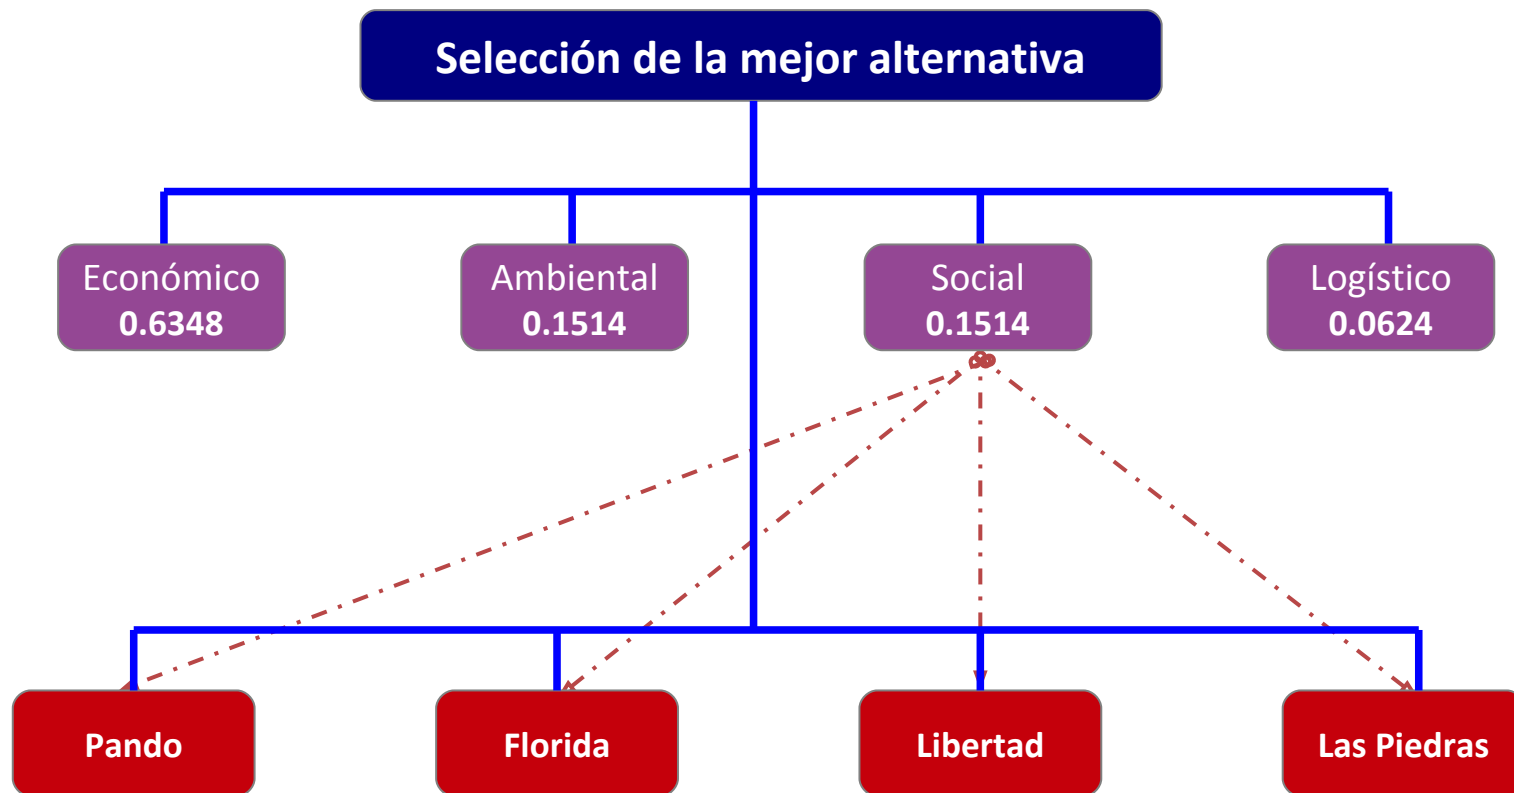 Selección de la mejor alternativa
Económico
0.6348
Ambiental
0.1514
Social
0.1514
Logístico
0.0624
Pando
Florida
Libertad
Las Piedras